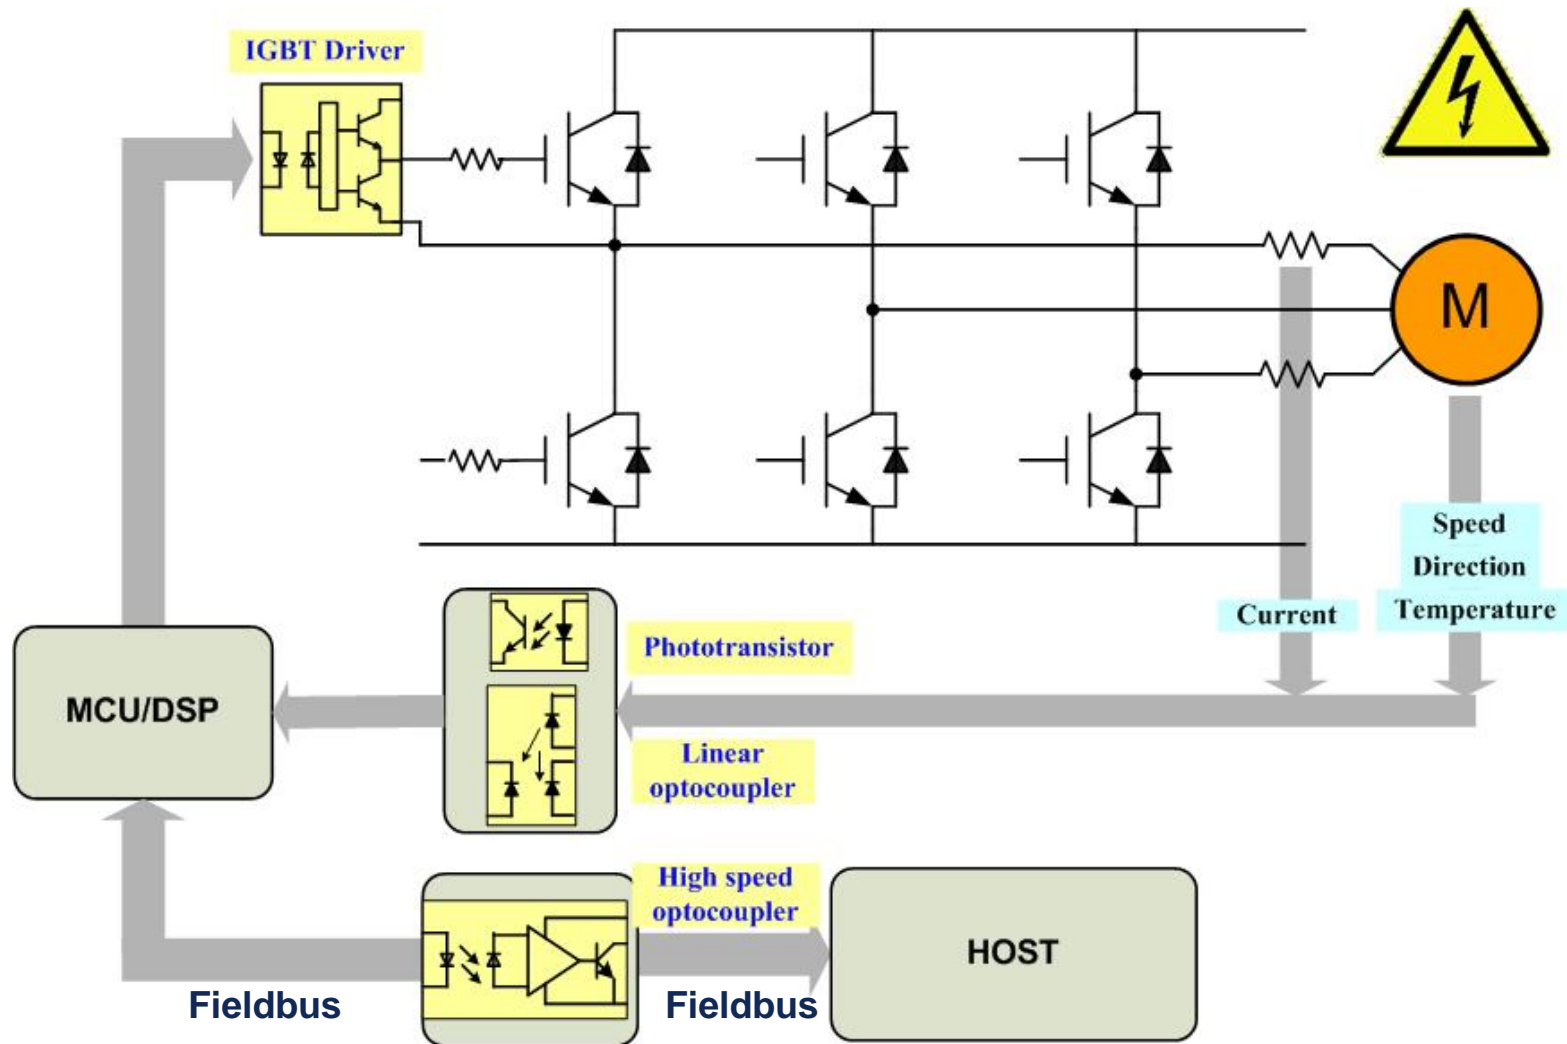 IGBT Driver
M
Speed
Direction
Temperature
Current
Phototransistor
MCU/DSP
Linear
optocoupler
High speed
optocoupler
HOST
Fieldbus
Fieldbus